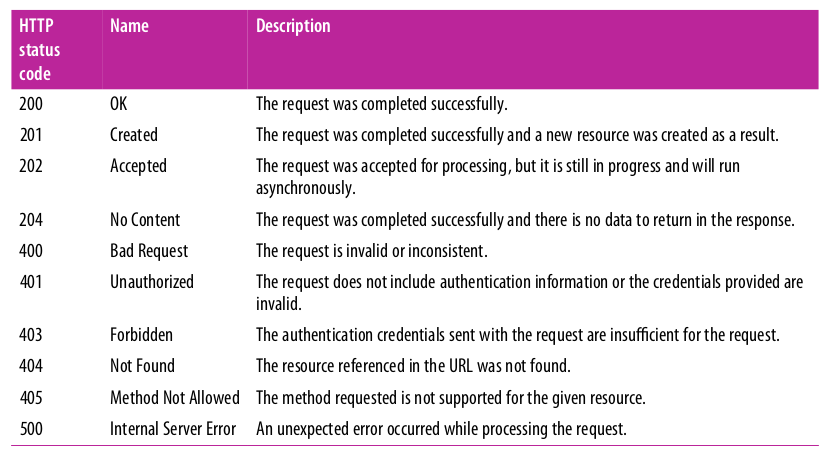 HTTP status code Name Description
200 OK The request was completed successfully.
201 Created The request was completed successfully and a new resource was created as a result.
202 Accepted The request was accepted for processing, but it is still in progress and will run
asynchronously.
204 No Content The request was completed successfully and there is no data to return in the response.
400 Bad Request The request is invalid or inconsistent.
401 Unauthorized The request does not include authentication information or the credentials provided are
invalid.
403 Forbidden The authentication credentials sent with the request are insufficient for the request.
404 Not Found The resource referenced in the URL was not found.
405 Method Not Allowed The method requested is not supported for the given resource.
500 Internal Server Error An unexpected error occurred while processing the request.